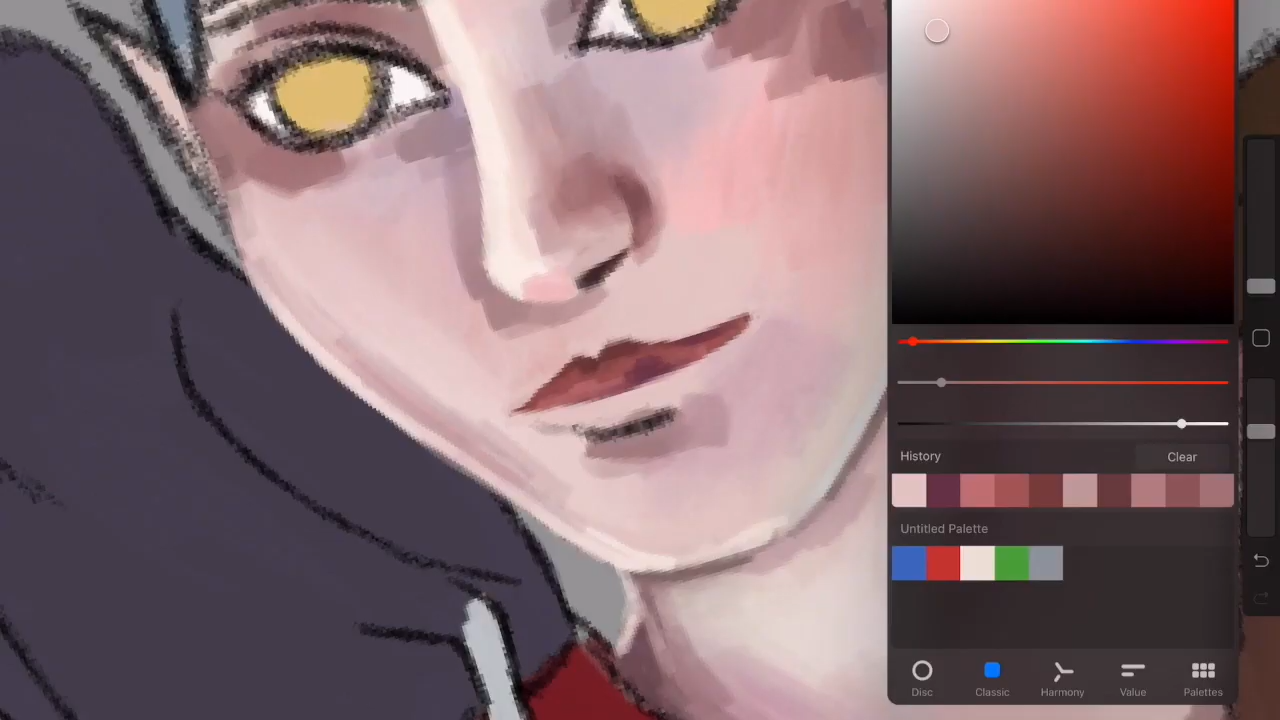 History
Clear
Untitled Palette
Disc
Classic
Harmony
Value
Palettes